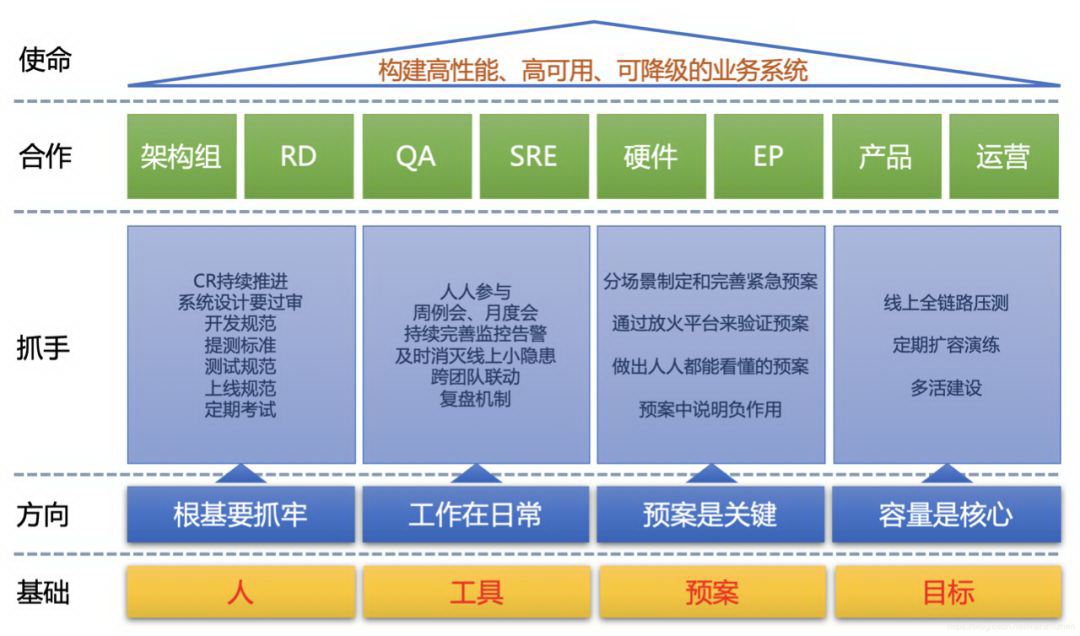 使命
构建高性能、高可用、可降级的业务系统
合作
架构组
RD
QA
SRE
硬件
EP
产品
运营
抓手
CR持续推进
系统设计要过审
开发规范
提测标准
测试规范
上线规范
定期考试
人人参与
周例会、月度会
持续完善监控告警
及时消灭线上小隐患
跨团队联动
复盘机制
分场景制定和完善紧急预案
通过放火平台来验证预案
做出人人都能看懂的预案
预案中说明负作用
线上全链路压测
定期扩容演练
多活建设
方向
根基要抓牢
工作在日常
预案是关键
容量是核心
基础
人
工具
预案
目标